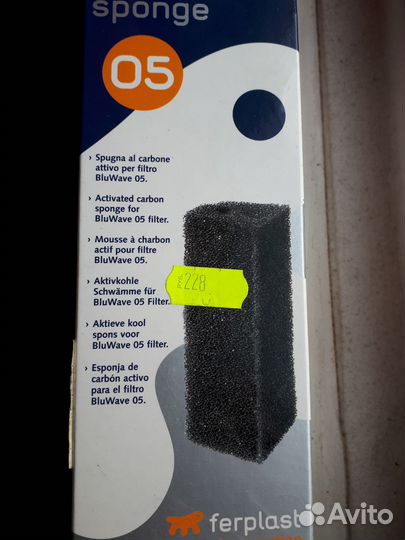 sponge
05
› Spugna al carbone
attivo per filtro
BluWave 05.
› Activated carbon
sponge for
BluWave 05 filter.
› Mousse à charbon
actif pour filtre
BluWave 05.
› Aktivkohle
Schwämme für
BluWave 05 Filter.
› Aktieve kool
spons voor
BluWave 05 filter.
› Esponja de
carbón activo
para el filtro
BluWave 05.
228
ferplast
Avito